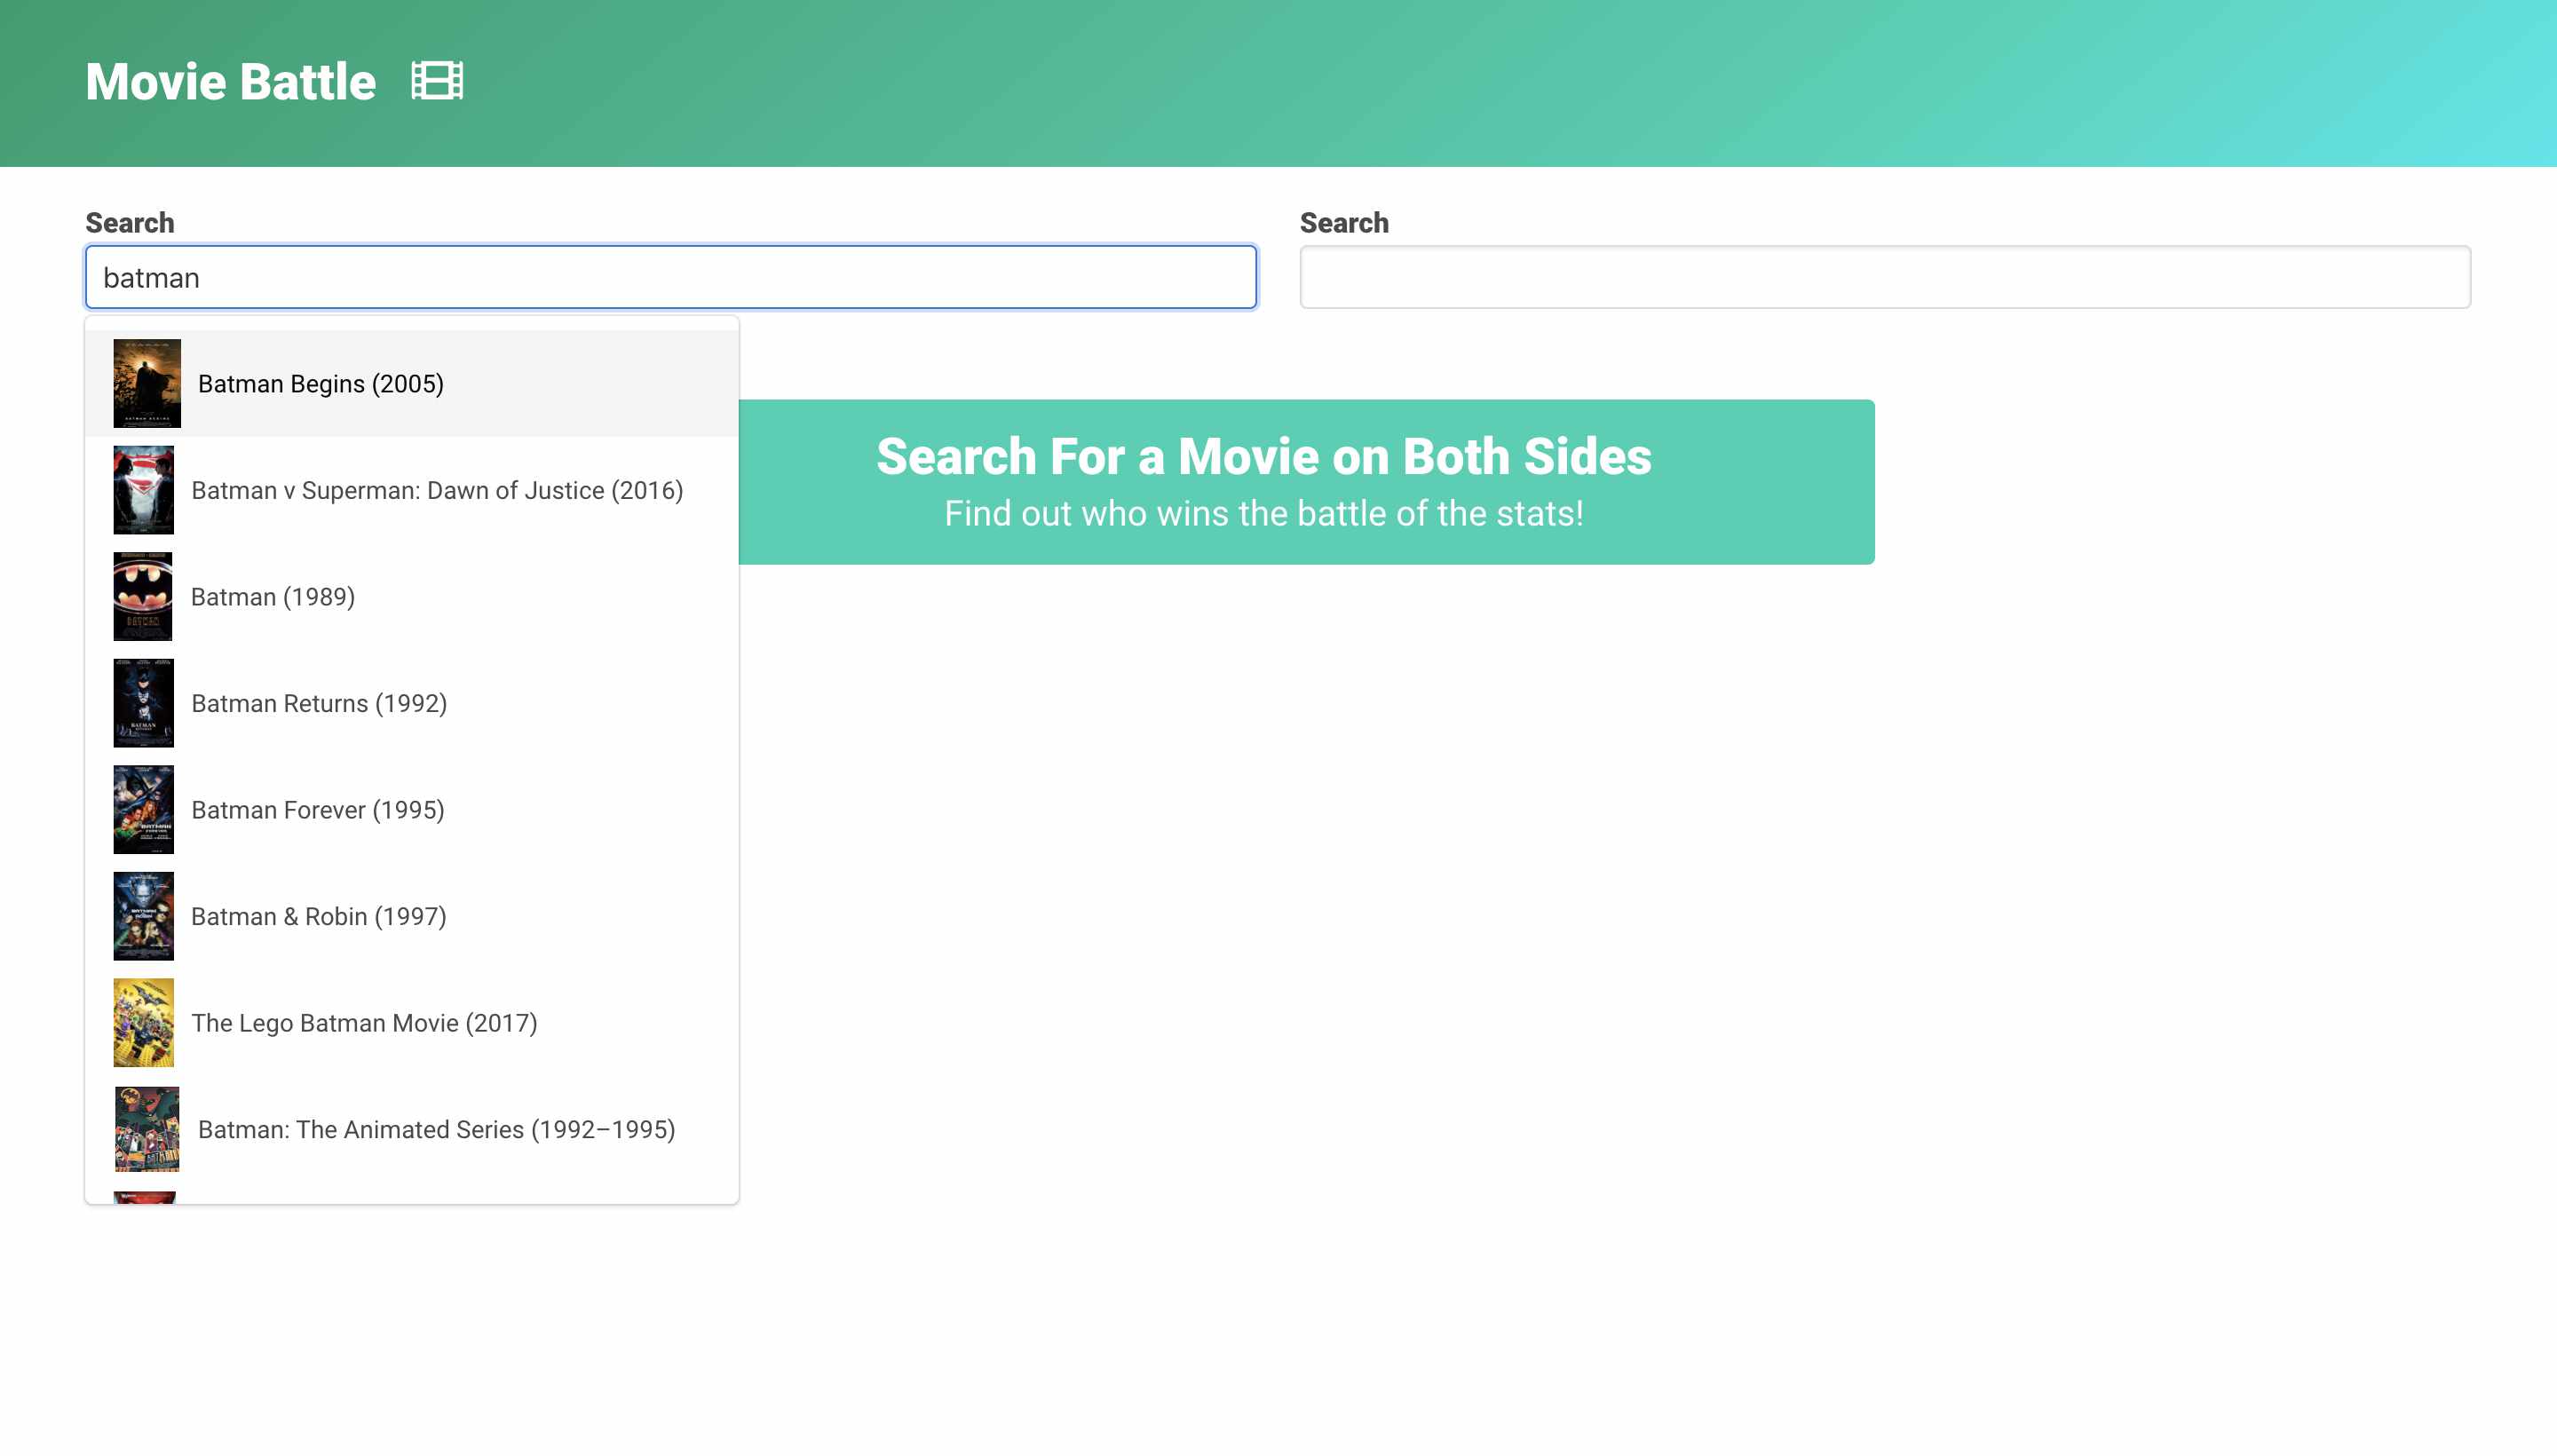 Movie Battle
Search
Search
batman
Batman Begins (2005)
Batman v Superman: Dawn of Justice (2016)
Batman (1989)
Batman Returns (1992)
Batman Forever (1995)
Batman & Robin (1997)
The Lego Batman Movie (2017)
Batman: The Animated Series (1992–1995)
Search For a Movie on Both Sides
Find out who wins the battle of the stats!